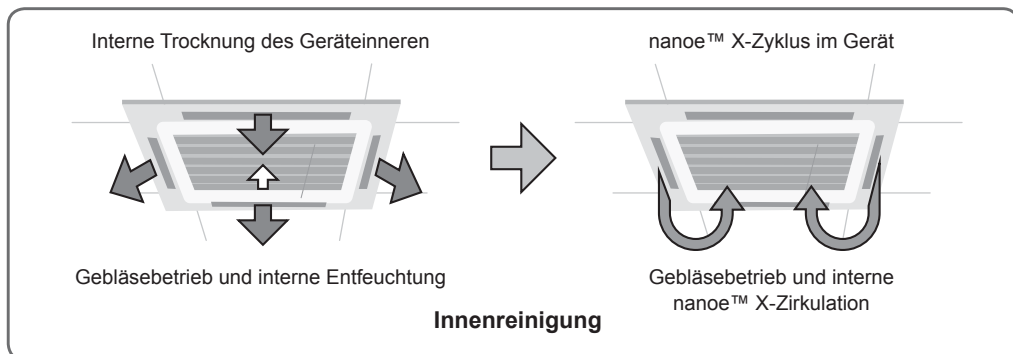 Interne Trocknung des Geräteinneren
nanoe™ X-Zyklus im Gerät
Gebläsebetrieb und interne Entfeuchtung
Gebläsebetrieb und interne
nanoe™ X-Zirkulation
Innenreinigung